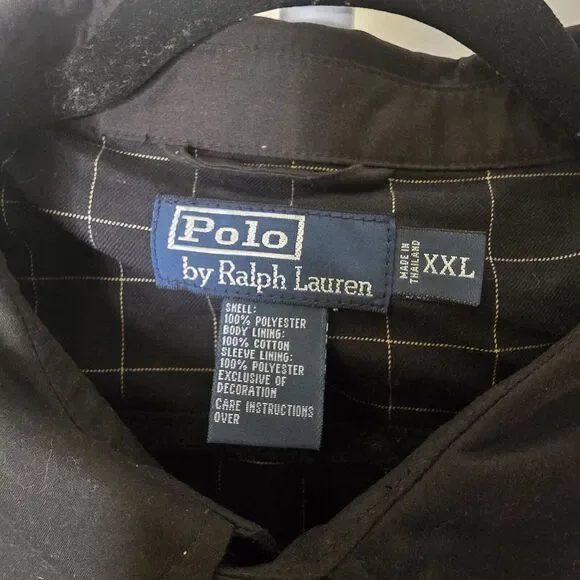 Polo
by Ralph Lauren
MADE IN
THAILAND
XXL
SHELL:
100% POLYESTER
BODY LINING:
100% COTTON
SLEEVE LINING:
100% POLYESTER
EXCLUSIVE OF
DECORATION
CARE INSTRUCTIONS
OVER